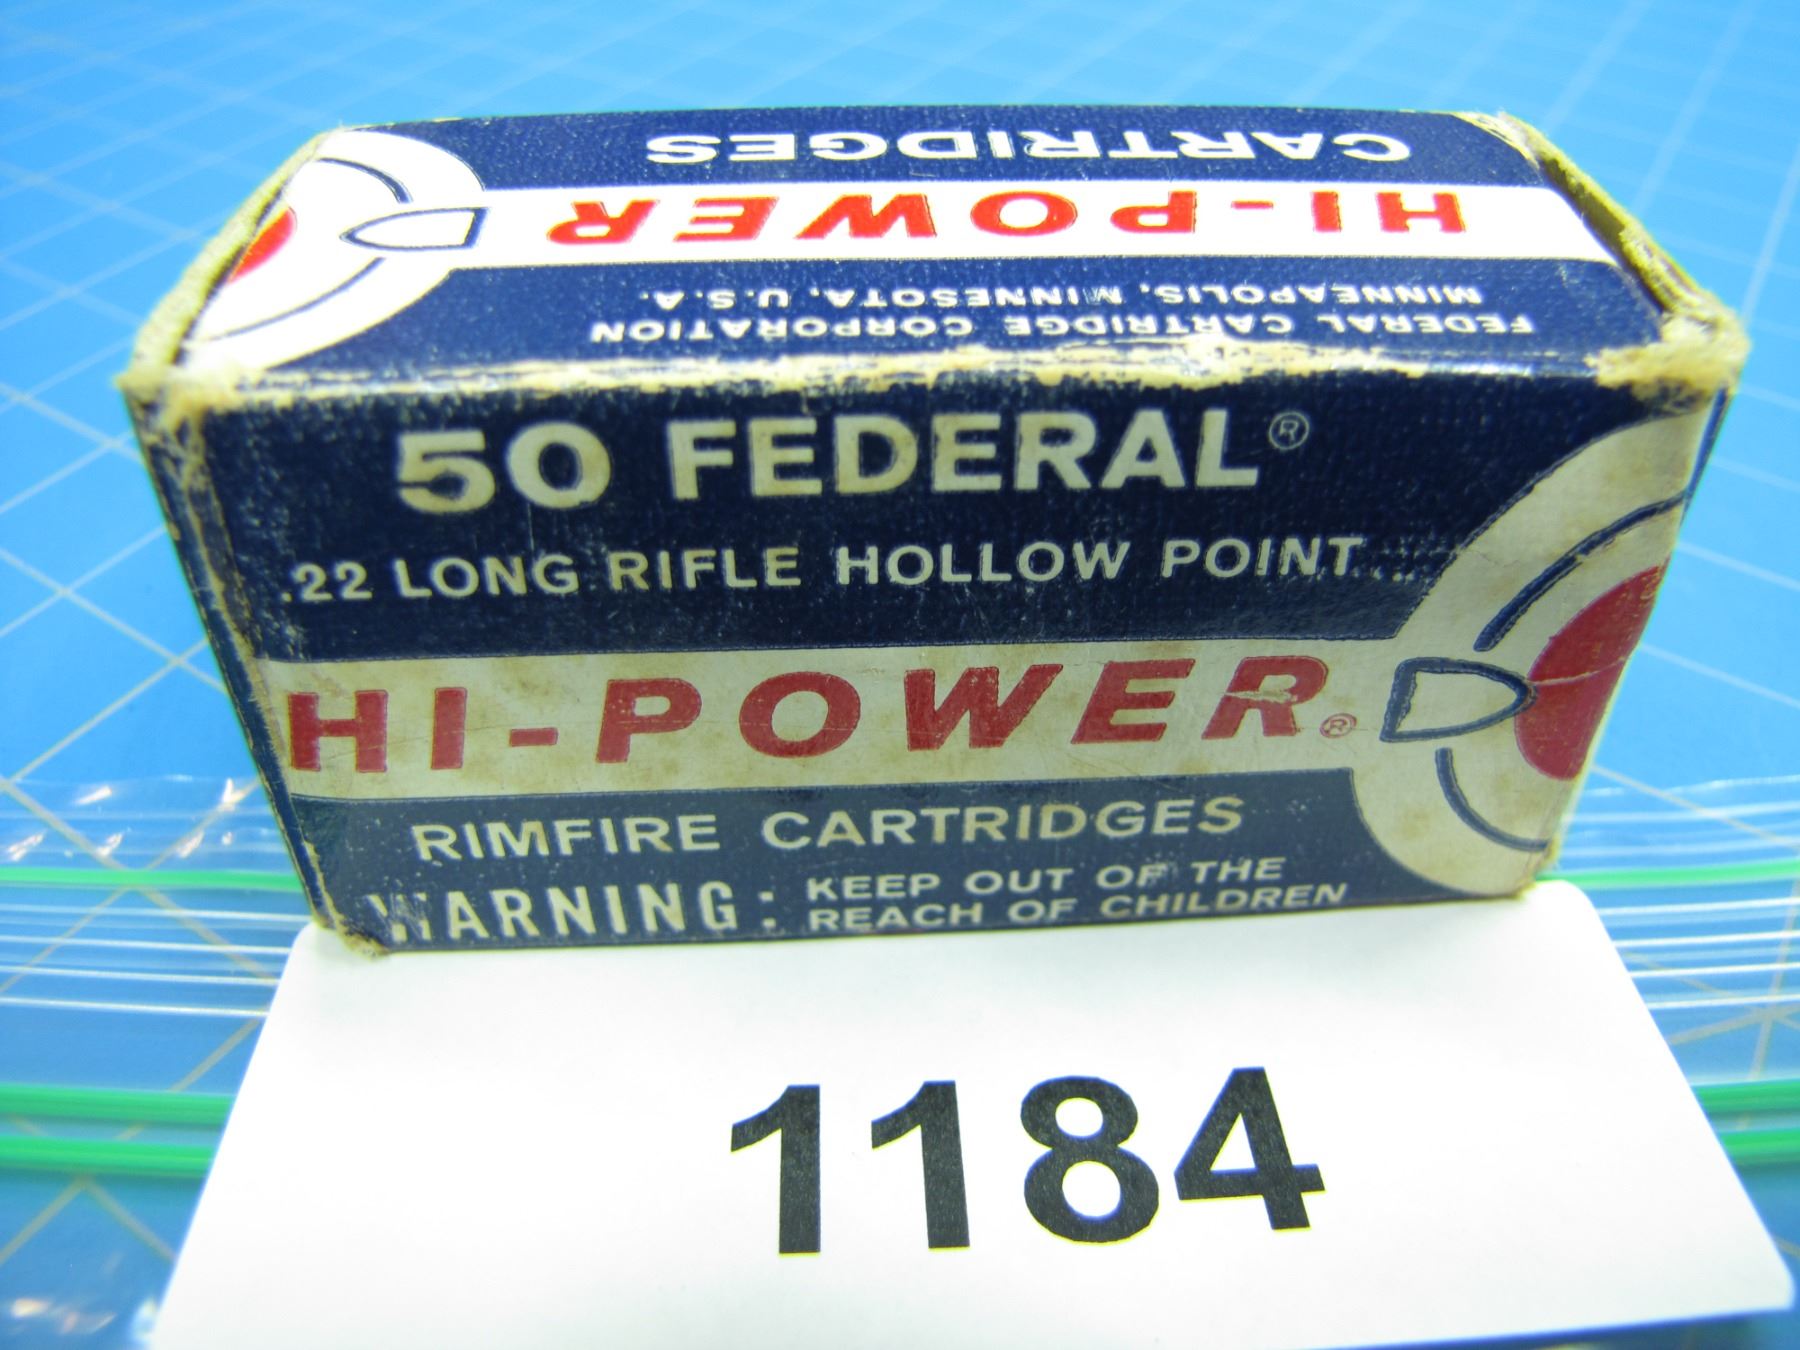 CARTRIDGES
HI-POWER
MINNEAPOLIS, MINNESOTA, U.S.A.
FEDERAL CARTRIDGE CORPORATION
50 FEDERAL®
.22 LONG RIFLE HOLLOW POINT
HI-POWER®
RIMFIRE CARTRIDGES
WARNING: KEEP OUT OF THE
REACH OF CHILDREN
1184